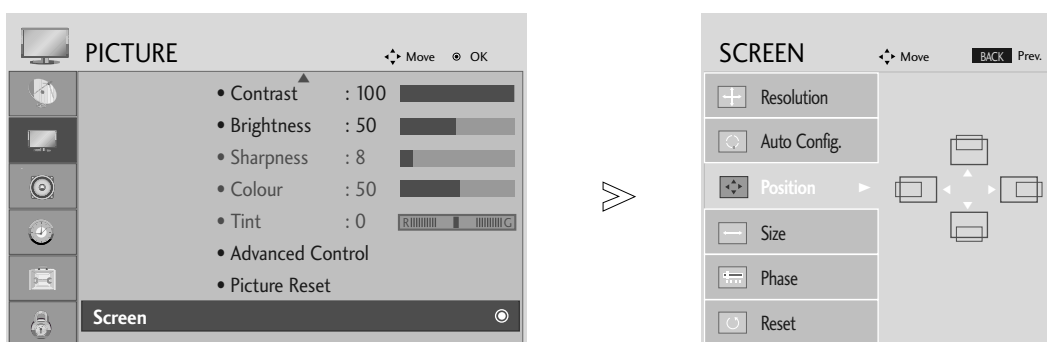 PICTURE Move OK
• Contrast : 100
• Brightness : 50
• Sharpness : 8
• Colour : 50
• Tint : 0 R G
• Advanced Control
• Picture Reset
Screen
SCREEN Move BACK Prev.
Resolution
Auto Config.
Position
Size
Phase
Reset